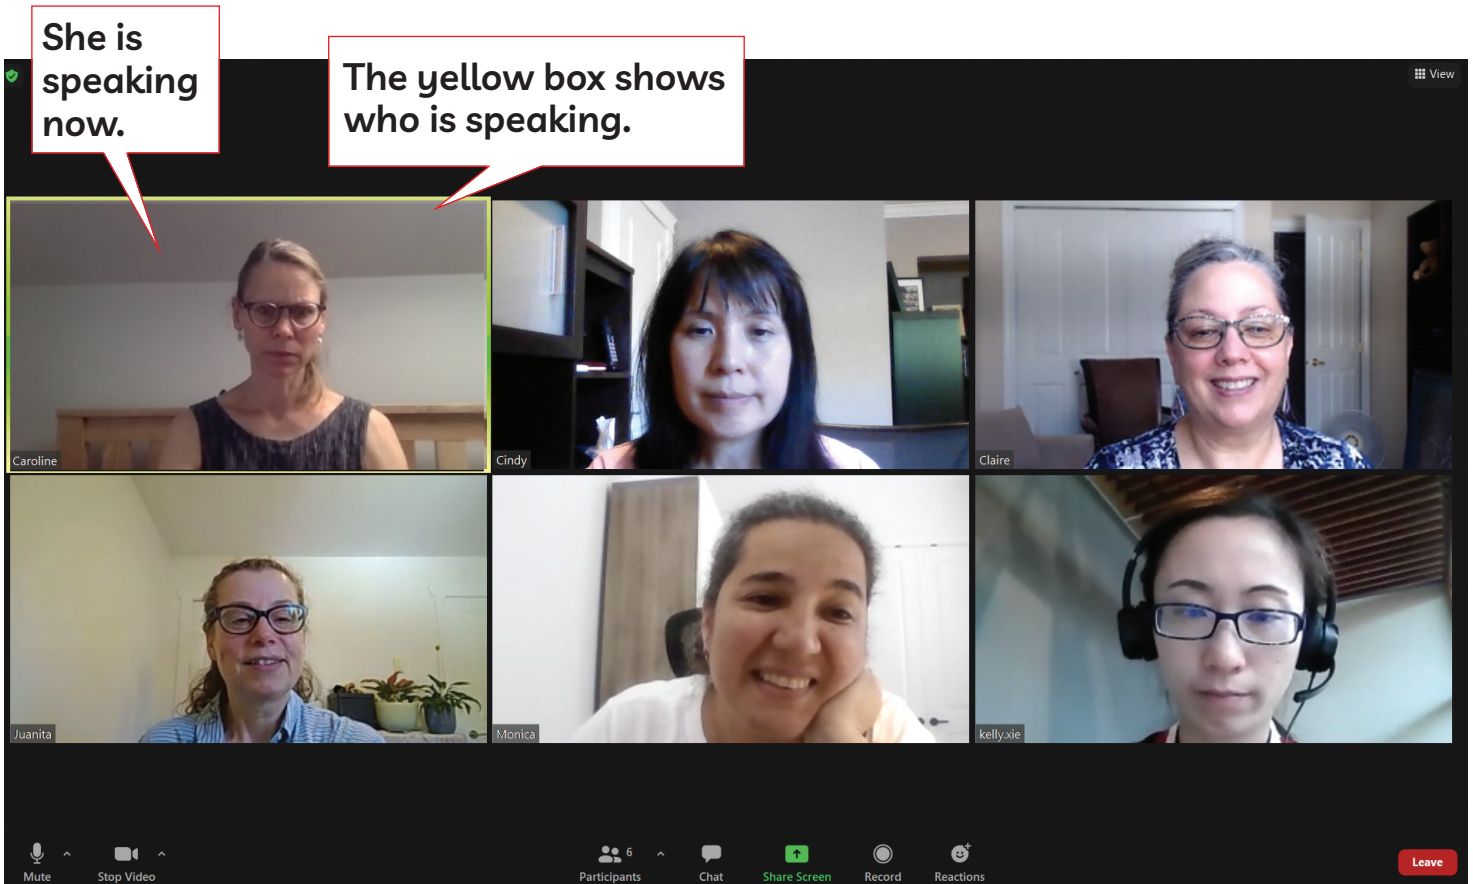 She is
speaking
now.
The yellow box shows
who is speaking.
View
Caroline
Cindy
Claire
Juanita
Monica
kelly.xie
Mute
Stop Video
6
Participants
Chat
Share Screen
Record
Reactions
Leave